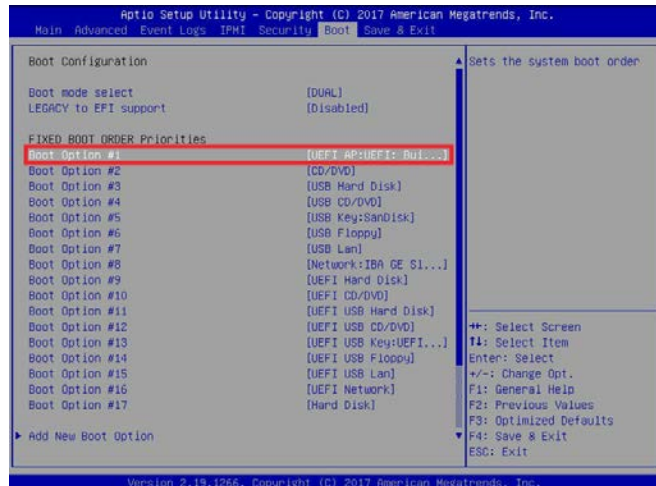 Aptio Setup Utility - Copyright (C) 2017 American Megatrends, Inc.
Main Advanced Event Logs IPMI Security Boot Save & Exit
Boot Configuration
Boot mode select [DUAL]
LEGACY to EFI support [Disabled]
FIXED BOOT ORDER Priorities
Boot Option #1 [UEFI AP:UEFI: Bui...]
Boot Option #2 [CD/DVD]
Boot Option #3 [USB Hard Disk]
Boot Option #4 [USB CD/DVD]
Boot Option #5 [USB Key:SanDisk]
Boot Option #6 [USB Floppy]
Boot Option #7 [USB Lan]
Boot Option #8 [Network:IBA GE Sl...]
Boot Option #9 [UEFI Hard Disk]
Boot Option #10 [UEFI CD/DVD]
Boot Option #11 [UEFI USB Hard Disk]
Boot Option #12 [UEFI USB CD/DVD]
Boot Option #13 [UEFI USB Key:UEFI...]
Boot Option #14 [UEFI USB Floppy]
Boot Option #15 [UEFI USB Lan]
Boot Option #16 [UEFI Network]
Boot Option #17 [Hard Disk]
Add New Boot Option
Sets the system boot order
→←: Select Screen
↑↓: Select Item
Enter: Select
+/-: Change Opt.
F1: General Help
F2: Previous Values
F3: Optimized Defaults
F4: Save & Exit
ESC: Exit
Version 2.19.1266. Copyright (C) 2017 American Megatrends, Inc.